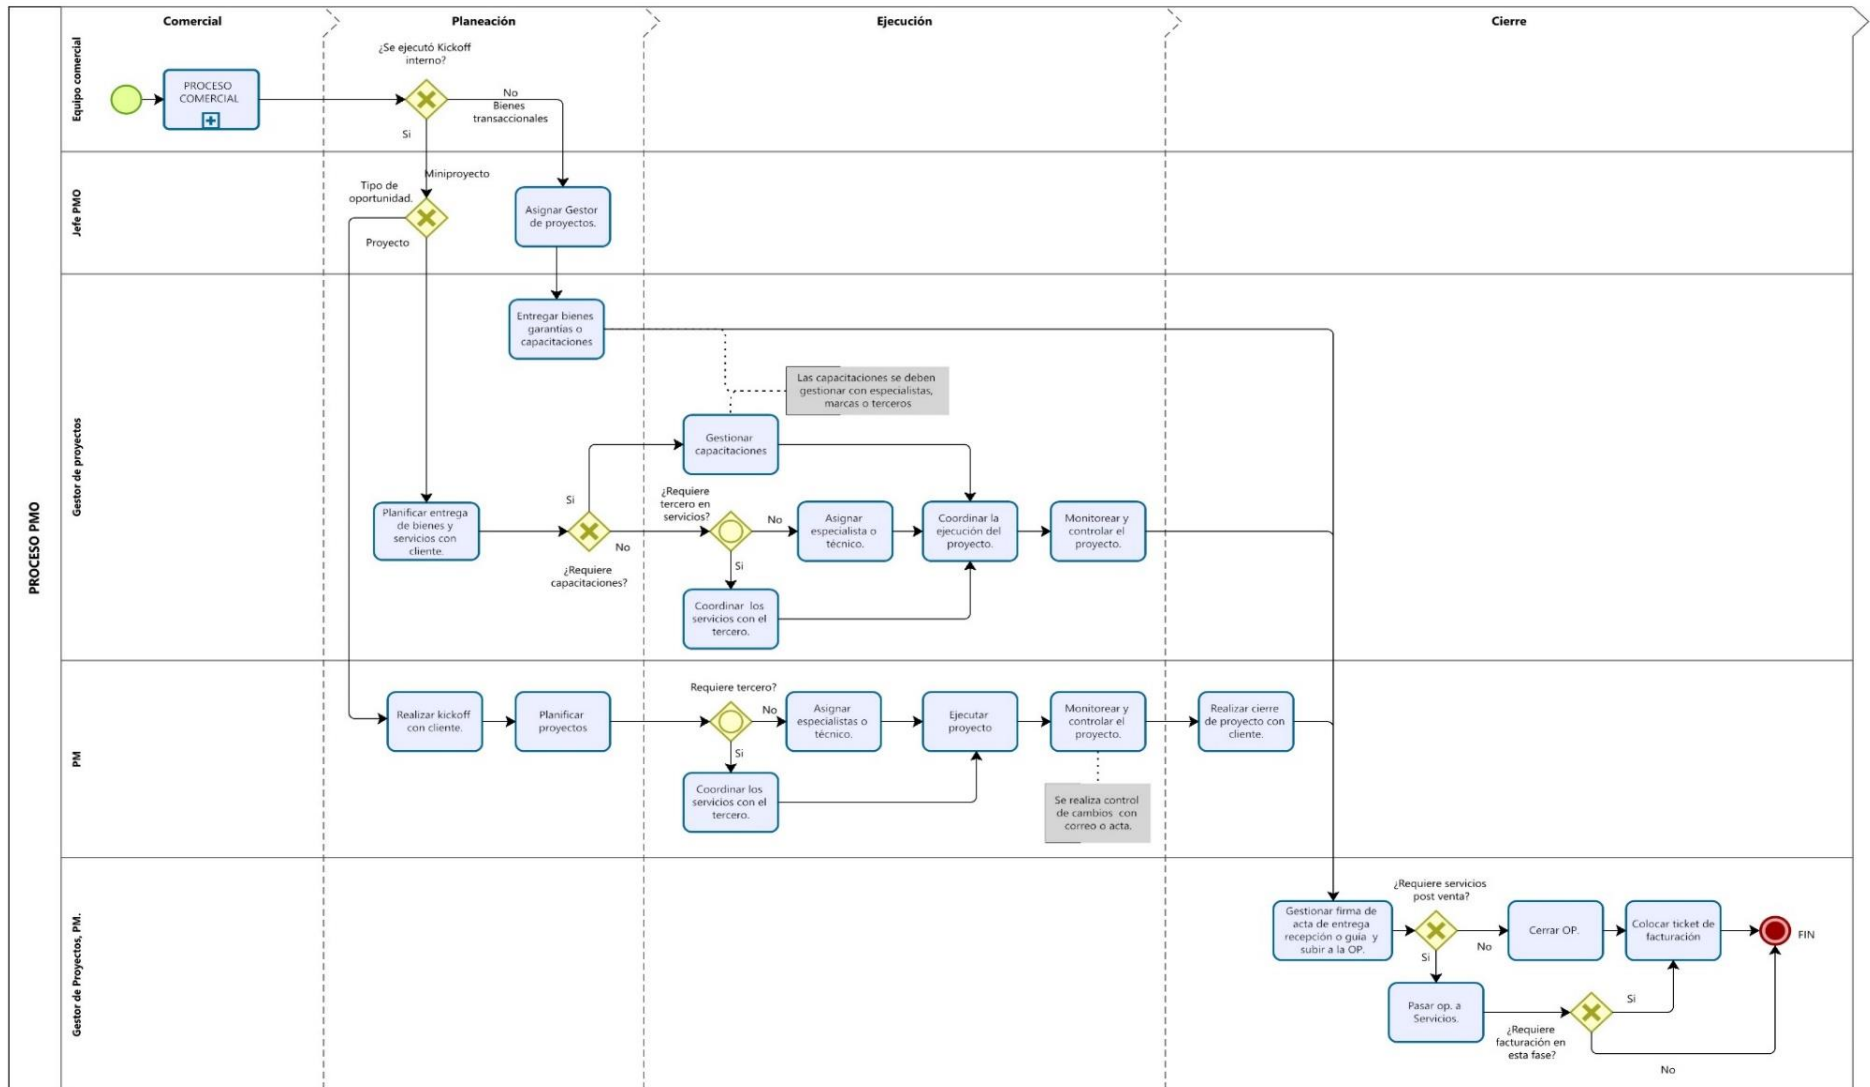 Comercial
Planeación
Ejecución
Cierre
PROCESO PMO
Equipo comercial
PROCESO
COMERCIAL
¿Se ejecutó Kickoff
interno?
No
Bienes
transaccionales
Si
Jefe PMO
Miniproyecto
Tipo de
oportunidad.
Proyecto
Asignar Gestor
de proyectos.
Gestor de proyectos
Entregar bienes
garantías o
capacitaciones
Las capacitaciones se deben
gestionar con especialistas,
marcas o terceros
Gestionar
capacitaciones
Planificar entrega
de bienes y
servicios con
cliente.
Si
No
¿Requiere
capacitaciones?
¿Requiere
tercero en
servicios?
No
Si
Asignar
especialista o
técnico.
Coordinar la
ejecución del
proyecto.
Monitorear y
controlar el
proyecto.
Coordinar los
servicios con el
tercero.
PM
Realizar kickoff
con cliente.
Planificar
proyectos
Requiere tercero?
No
Si
Asignar
especialistas o
técnico.
Ejecutar
proyecto
Monitorear y
controlar el
proyecto.
Realizar cierre
de proyecto con
cliente.
Coordinar los
servicios con el
tercero.
Se realiza control
de cambios con
correo o acta.
Gestor de Proyectos, PM.
Gestionar firma de
acta de entrega
recepción o guía y
subir a la OP.
¿Requiere servicios
post venta?
No
Si
Cerrar OP.
Colocar ticket de
facturación
FIN
Pasar op. a
Servicios.
¿Requiere
facturación en
esta fase?
Si
No